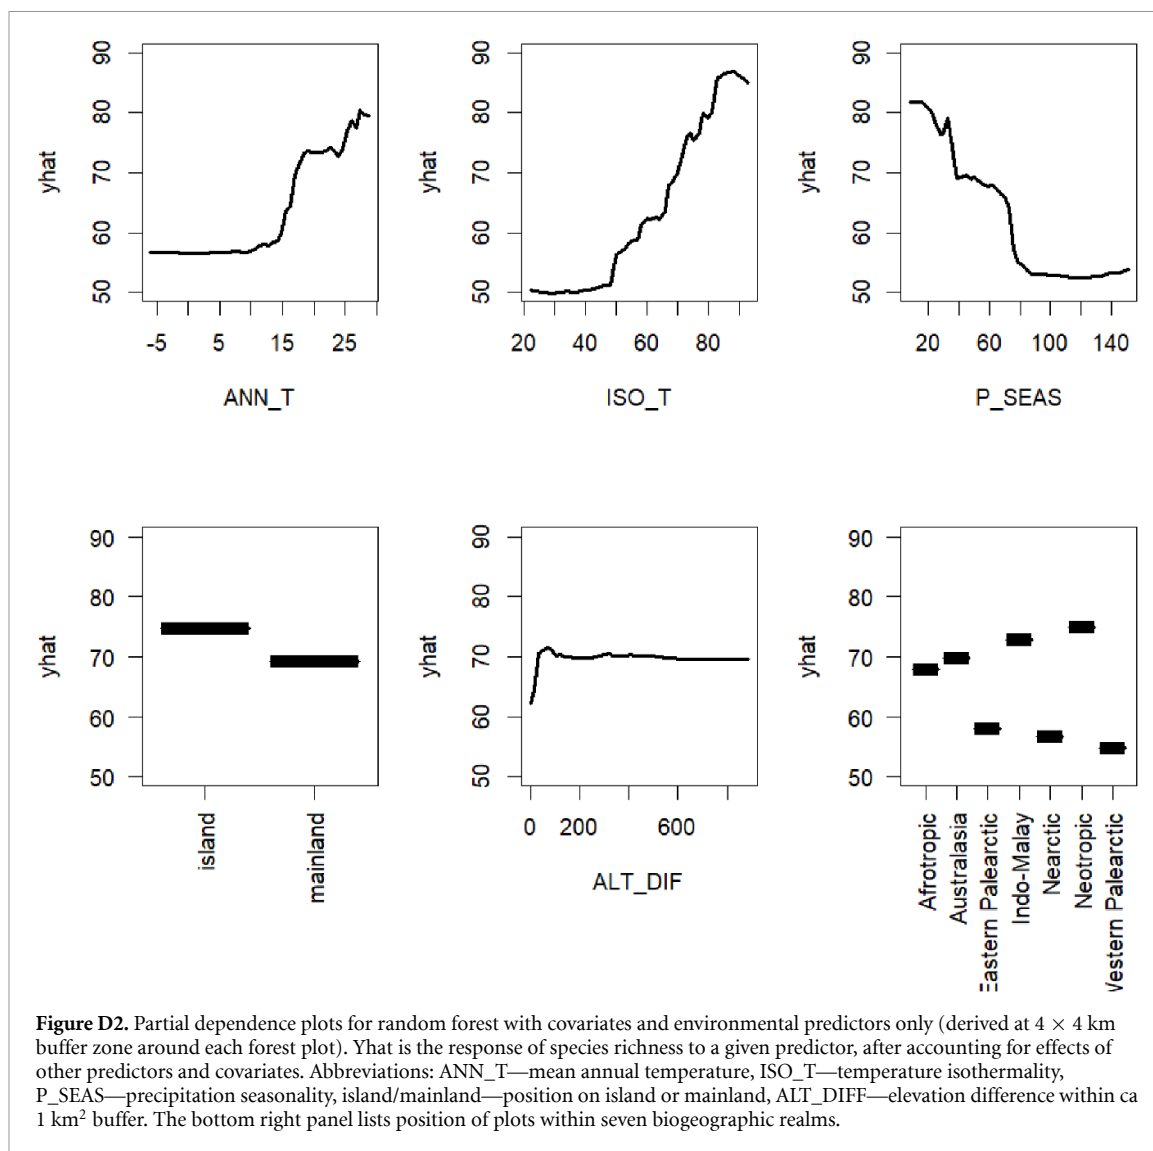 90
80
70
60
50
yhat
-5
5
15
25
ANN_T
90
80
70
60
50
yhat
20
40
60
80
ISO_T
90
80
70
60
50
yhat
20
60
100
140
P_SEAS
90
80
70
60
50
yhat
island
mainland
90
80
70
60
50
yhat
0
200
600
ALT_DIF
90
80
70
60
50
yhat
Afrotropic
Australasia
Eastern Palearctic
Indo-Malay
Nearctic
Neotropic
Western Palearctic
Figure D2. Partial dependence plots for random forest with covariates and environmental predictors only (derived at 4 × 4 km
buffer zone around each forest plot). Yhat is the response of species richness to a given predictor, after accounting for effects of
other predictors and covariates. Abbreviations: ANN_T—mean annual temperature, ISO_T—temperature isothermality,
P_SEAS—precipitation seasonality, island/mainland—position on island or mainland, ALT_DIFF—elevation difference within ca
1 km² buffer. The bottom right panel lists position of plots within seven biogeographic realms.